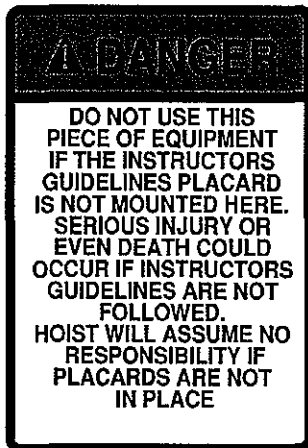 ⚠ DANGER
DO NOT USE THIS
PIECE OF EQUIPMENT
IF THE INSTRUCTORS
GUIDELINES PLACARD
IS NOT MOUNTED HERE.
SERIOUS INJURY OR
EVEN DEATH COULD
OCCUR IF INSTRUCTORS
GUIDELINES ARE NOT
FOLLOWED.
HOIST WILL ASSUME NO
RESPONSIBILITY IF
PLACARDS ARE NOT
IN PLACE